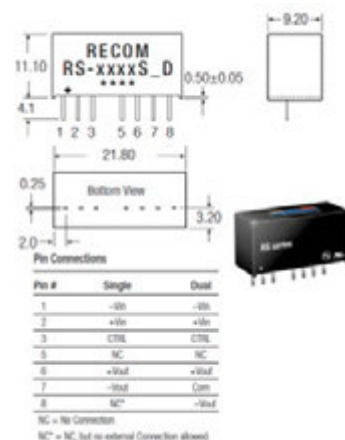 9.20
RECOM
RS-xxxxS_D
****
11.10
0.50±0.05
4.1
+
1 2 3 5 6 7 8
21.80
0.25
Bottom View
3.20
2.0
RS series
Pin Connections
Pin # Single Dual
1 -Vin -Vin
2 +Vin +Vin
3 CTRL CTRL
5 NC NC
6 +Vout +Vout
7 -Vout Com
8 NC* -Vout
NC = No Connection
NC* = NC, but no external Connection allowed